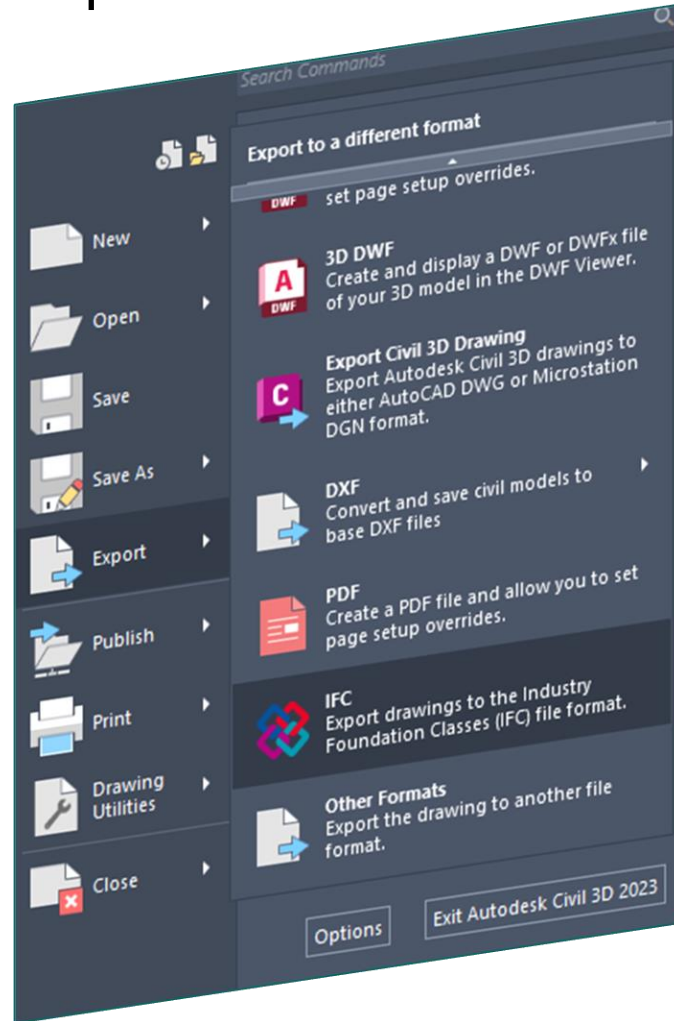 Search Commands
Export to a different format
DWF
set page setup overrides.
New
Open
Save
Save As
Export
Publish
Print
Drawing
Utilities
Close
A
DWF
3D DWF
Create and display a DWF or DWFx file
of your 3D model in the DWF Viewer.
C
Export Civil 3D Drawing
Export Autodesk Civil 3D drawings to
either AutoCAD DWG or Microstation
DGN format.
DXF
Convert and save civil models to
base DXF files
PDF
Create a PDF file and allow you to set
page setup overrides.
IFC
Export drawings to the Industry
Foundation Classes (IFC) file format.
Other Formats
Export the drawing to another file
format.
Options
Exit Autodesk Civil 3D 2023